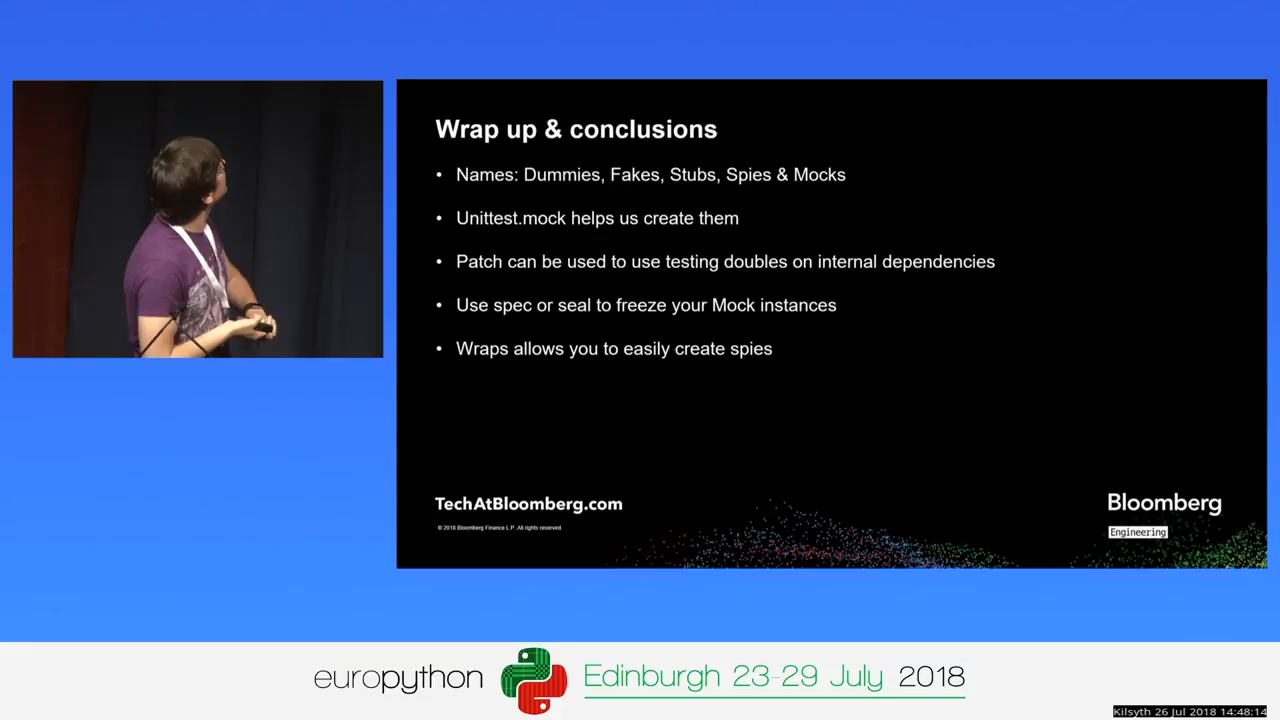 Wrap up & conclusions
• Names: Dummies, Fakes, Stubs, Spies & Mocks
• Unittest.mock helps us create them
• Patch can be used to use testing doubles on internal dependencies
• Use spec or seal to freeze your Mock instances
• Wraps allows you to easily create spies
TechAtBloomberg.com
© 2018 Bloomberg Finance L.P. All rights reserved.
Bloomberg
Engineering
europython Edinburgh 23-29 July 2018
Kilsyth 26 Jul 2018 14:48:14